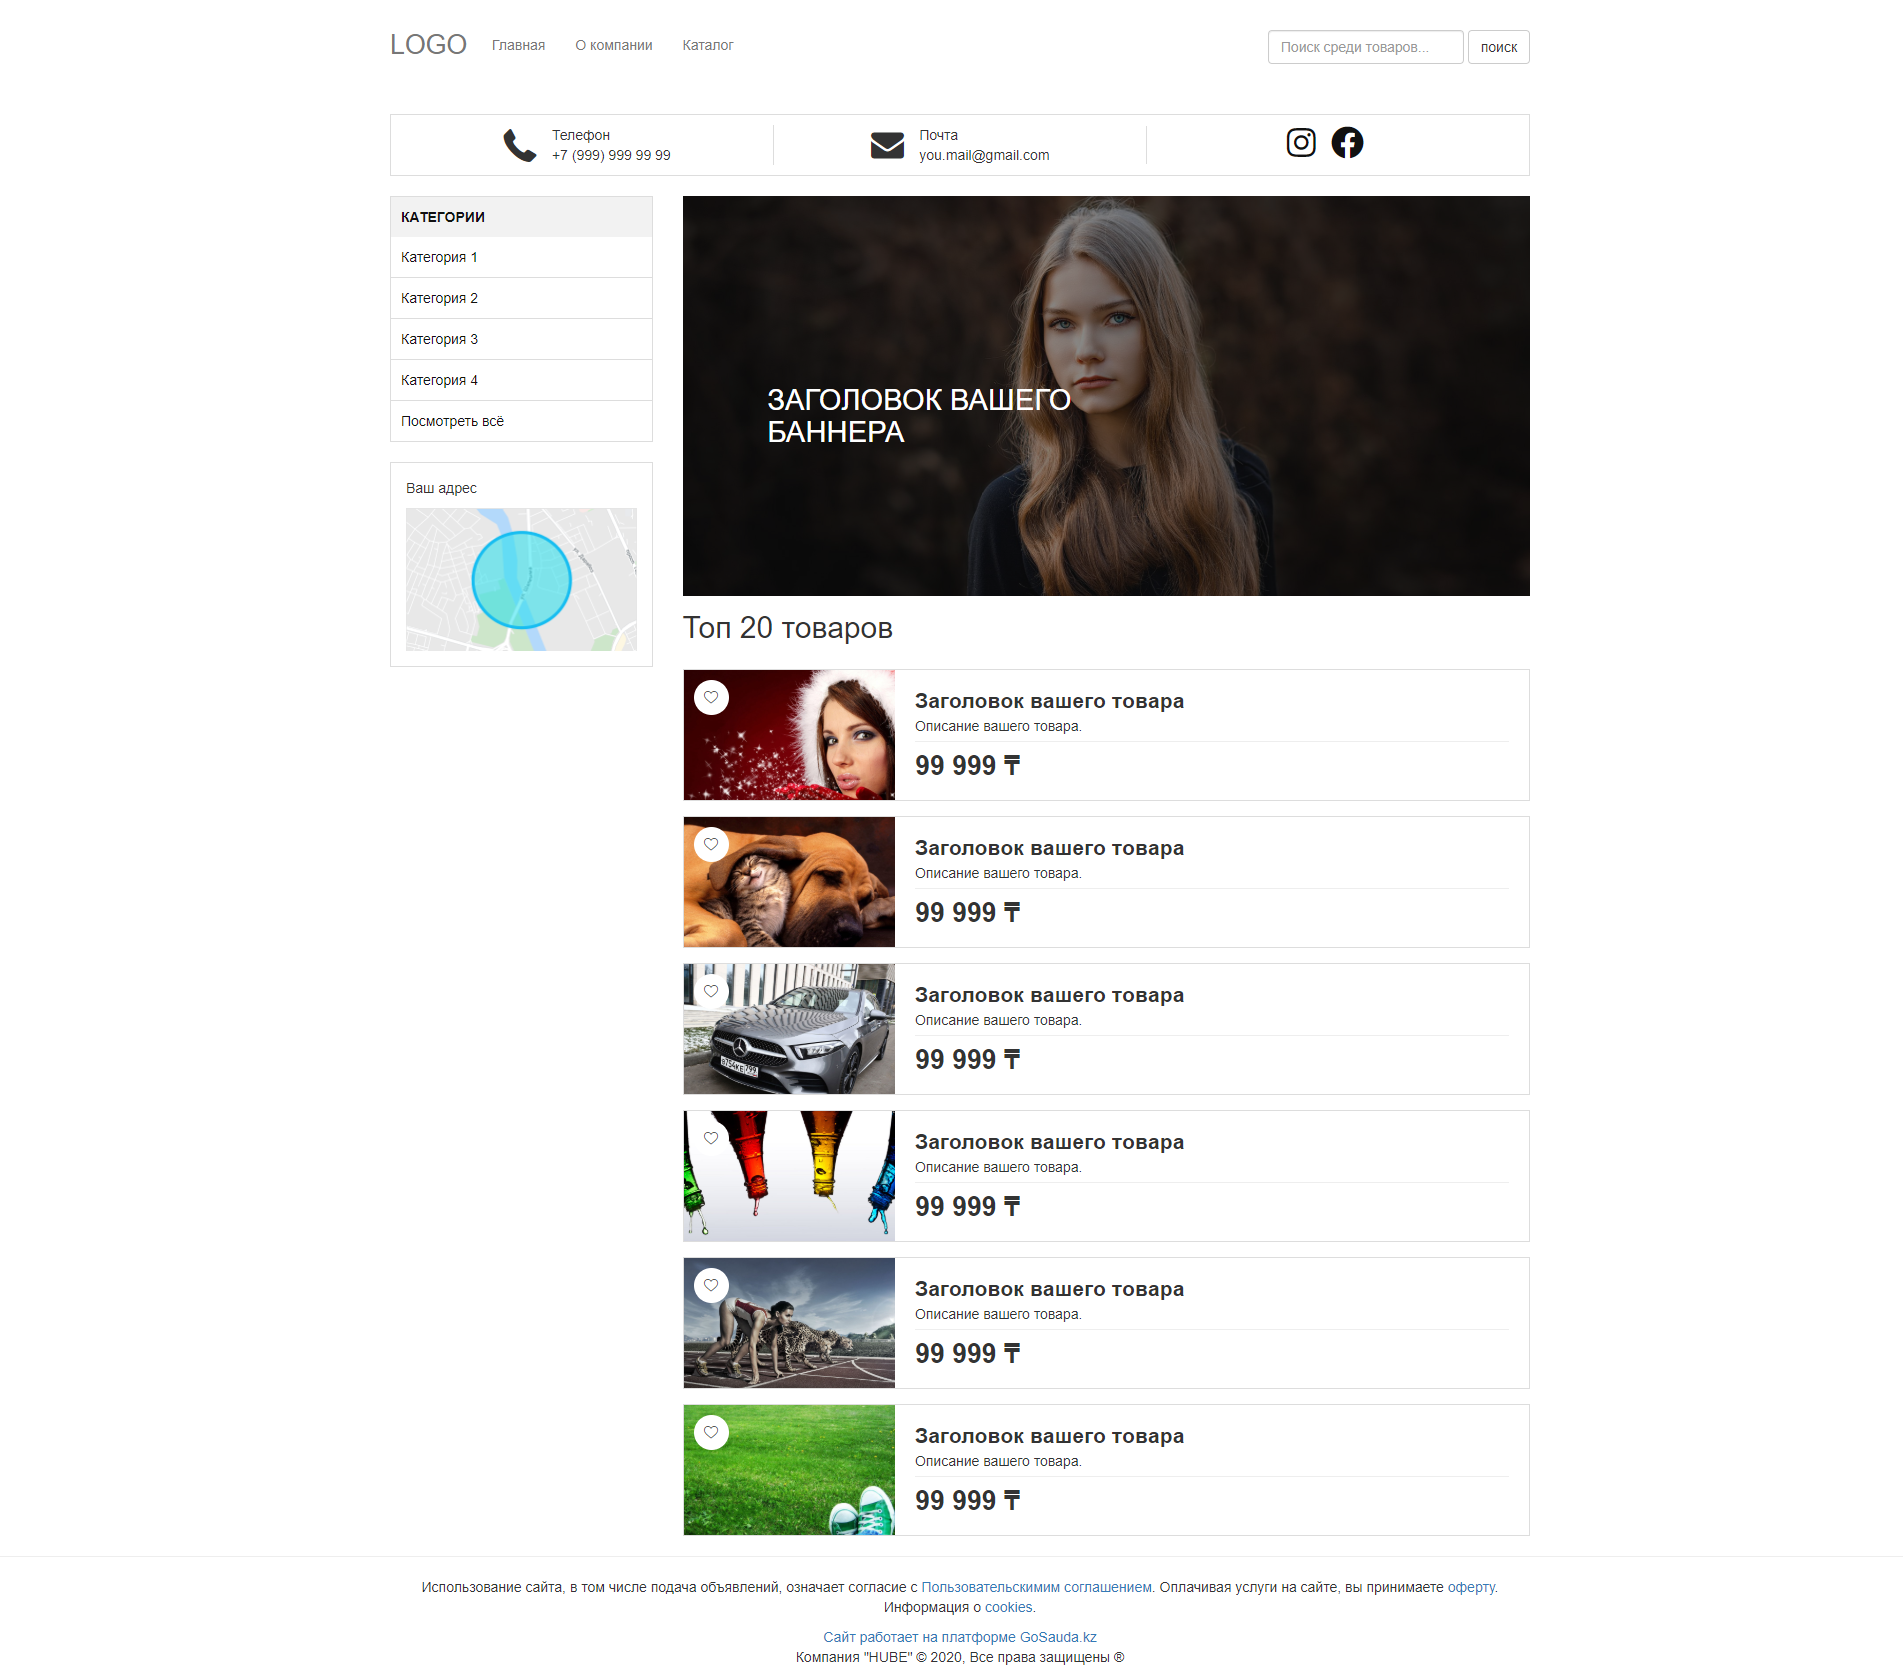 LOGO
Главная
О компании
Каталог
Поиск среди товаров...
поиск
Телефон
+7 (999) 999 99 99
Почта
you.mail@gmail.com
КАТЕГОРИИ
Категория 1
Категория 2
Категория 3
Категория 4
Посмотреть всё
Ваш адрес
ЗАГОЛОВОК ВАШЕГО
БАННЕРА
Топ 20 товаров
Заголовок вашего товара
Описание вашего товара.
99 999 ₸
Заголовок вашего товара
Описание вашего товара.
99 999 ₸
Заголовок вашего товара
Описание вашего товара.
99 999 ₸
Заголовок вашего товара
Описание вашего товара.
99 999 ₸
Заголовок вашего товара
Описание вашего товара.
99 999 ₸
Заголовок вашего товара
Описание вашего товара.
99 999 ₸
Использование сайта, в том числе подача объявлений, означает согласие с Пользовательскимим соглашением. Оплачивая услуги на сайте, вы принимаете оферту.
Информация о cookies.
Сайт работает на платформе GoSauda.kz
Компания "HUBE" © 2020, Все права защищены ®